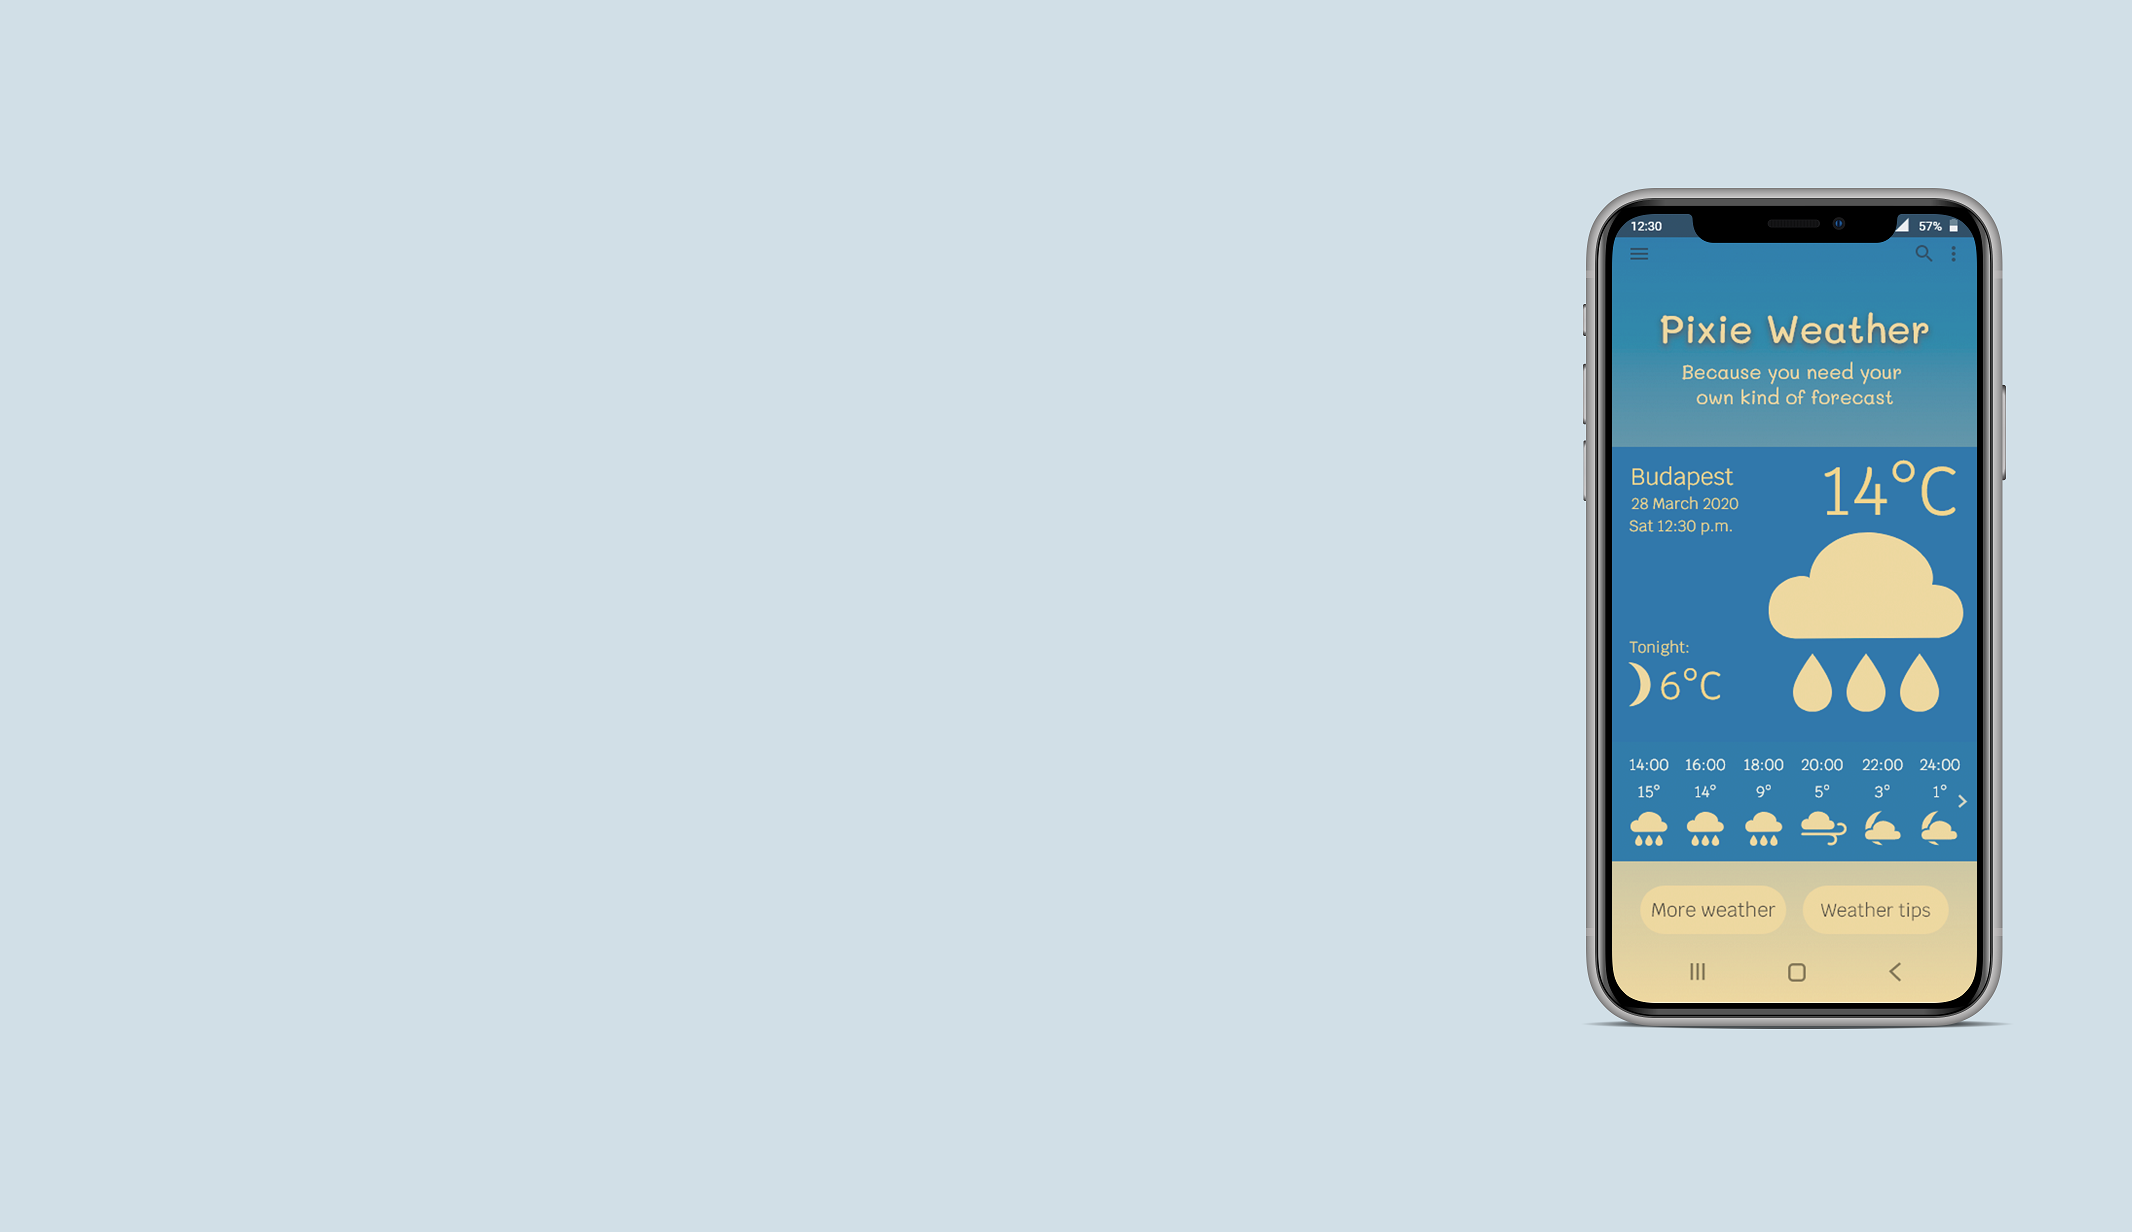 12:30 57%
Pixie Weather
Because you need your
own kind of forecast
Budapest 14°C
28 March 2020
Sat 12:30 p.m.
Tonight:
6°C
14:00 16:00 18:00 20:00 22:00 24:00
15° 14° 9° 5° 3° 1°
More weather Weather tips